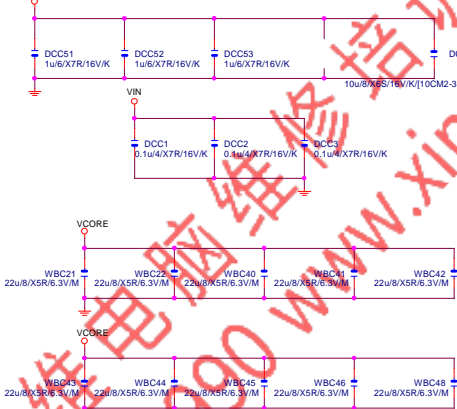 DCC51
1u/6/X7R/16V/K
DCC52
1u/6/X7R/16V/K
DCC53
1u/6/X7R/16V/K
10u/8/X6S/16V/K/[10CM2-3
VIN
DCC1
0.1u/4/X7R/16V/K
DCC2
0.1u/4/X7R/16V/K
DCC3
0.1u/4/X7R/16V/K
VCORE
WBC21
22u/8/X5R/6.3V/M
WBC22
22u/8/X5R/6.3V/M
WBC40
22u/8/X5R/6.3V/M
WBC41
22u/8/X5R/6.3V/M
WBC42
22u/8/X5R/6.3V/M
VCORE
WBC43
22u/8/X5R/6.3V/M
WBC44
22u/8/X5R/6.3V/M
WBC45
22u/8/X5R/6.3V/M
WBC46
22u/8/X5R/6.3V/M
WBC48
22u/8/X5R/6.3V/M
维电脑维修培训
090 www.xin